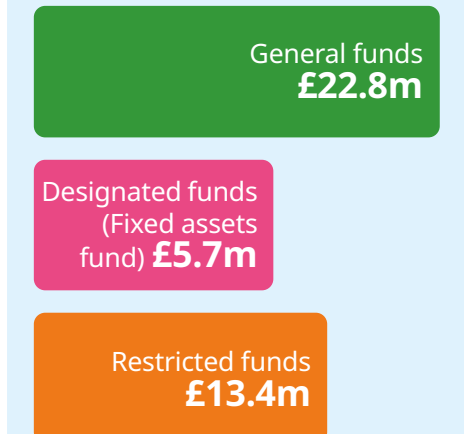 General funds
£22.8m
Designated funds
(Fixed assets
fund) £5.7m
Restricted funds
£13.4m